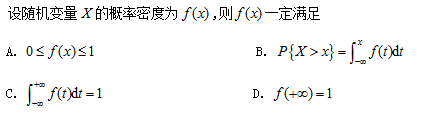 设随机变量 X 的概率密度为 f(x) ,则 f(x) 一定满足
A. 0≤f(x)≤1 B. P{X>x}=∫_{-∞}^{x} f(t)dt
C. ∫_{-∞}^{+∞} f(t)dt=1 D. f(+∞)=1